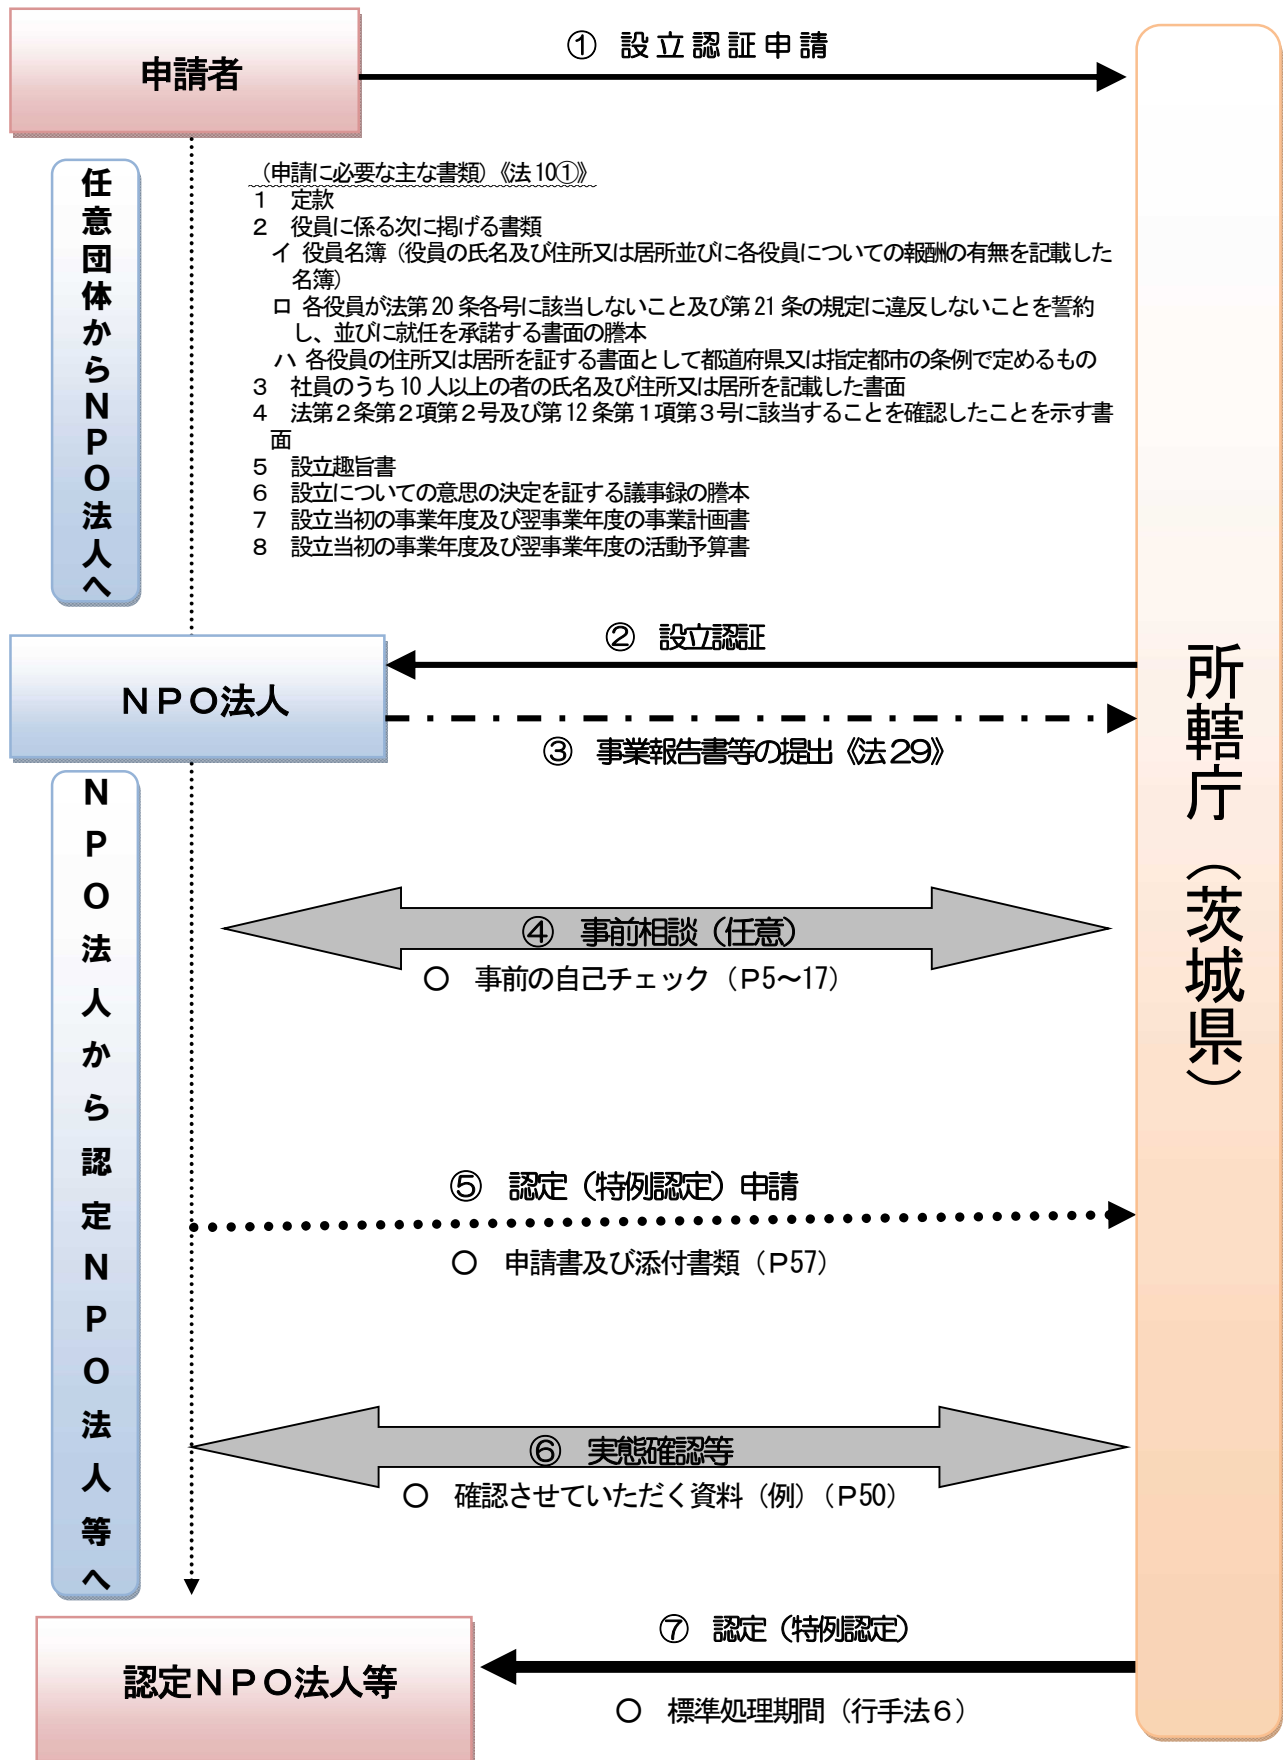 申請者
① 設立認証申請
任意団体からＮＰＯ法人へ
（申請に必要な主な書類）《法10①》
１　定款
２　役員に係る次に掲げる書類
イ 役員名簿（役員の氏名及び住所又は居所並びに各役員についての報酬の有無を記載した
名簿）
ロ 各役員が法第20条各号に該当しないこと及び第21条の規定に違反しないことを誓約
し、並びに就任を承諾する書面の謄本
ハ 各役員の住所又は居所を証する書面として都道府県又は指定都市の条例で定めるもの
３　社員のうち10人以上の者の氏名及び住所又は居所を記載した書面
４　法第２条第２項第２号及び第12条第１項第３号に該当することを確認したことを示す書
面
５　設立趣旨書
６　設立についての意思の決定を証する議事録の謄本
７　設立当初の事業年度及び翌事業年度の事業計画書
８　設立当初の事業年度及び翌事業年度の活動予算書
② 設立認証
ＮＰＯ法人
③ 事業報告書等の提出《法29》
所轄庁（茨城県）
ＮＰＯ法人から認定ＮＰＯ法人等へ
④ 事前相談（任意）
○ 事前の自己チェック（Ｐ5～17）
⑤ 認定（特例認定）申請
○ 申請書及び添付書類（Ｐ57）
⑥ 実態確認等
○ 確認させていただく資料（例）（Ｐ50）
⑦ 認定（特例認定）
認定ＮＰＯ法人等
○ 標準処理期間（行手法６）